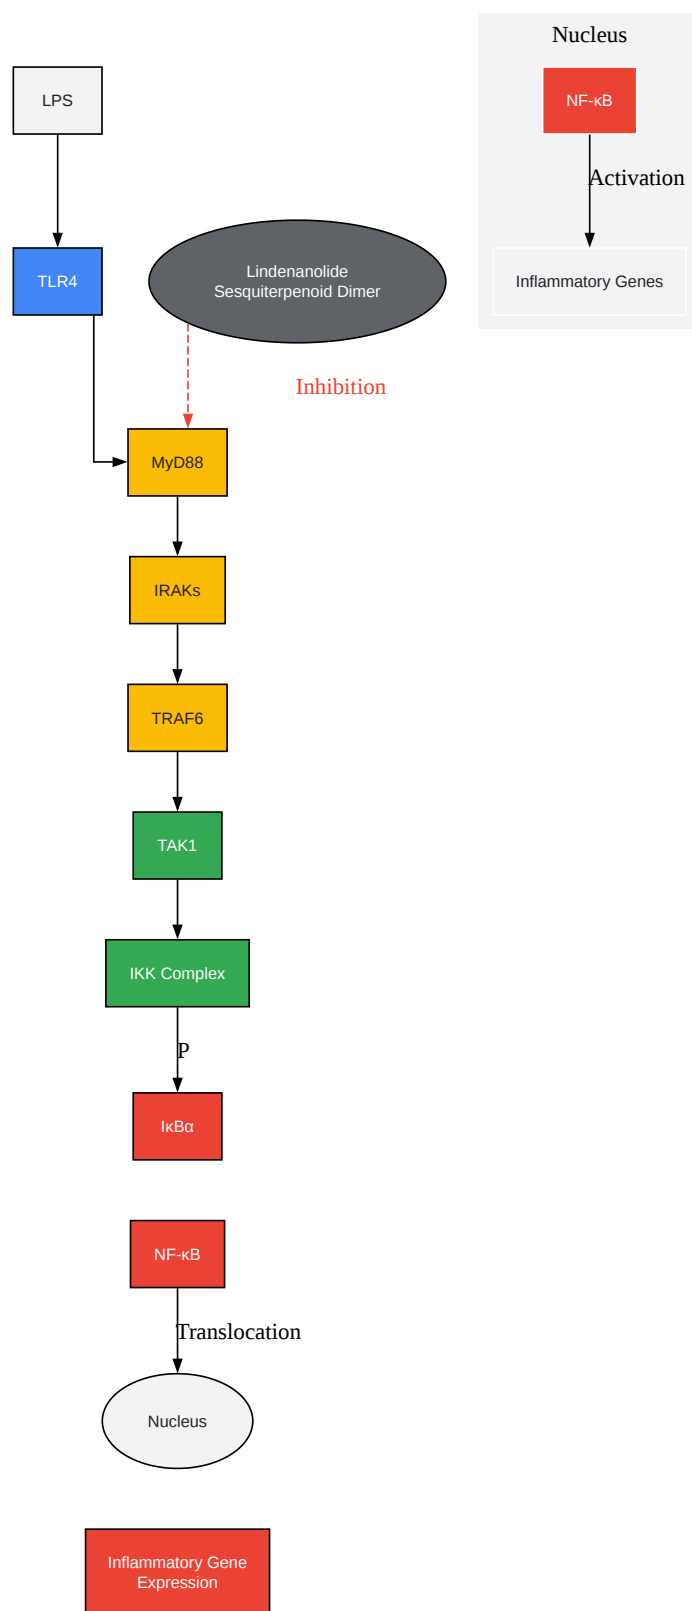 Nucleus
LPS
NF-κB
Activation
TLR4
Lindenanolide
Sesquiterpenoid Dimer
Inflammatory Genes
Inhibition
MyD88
IRAKs
TRAF6
TAK1
IKK Complex
P
IκBα
NF-κB
Translocation
Nucleus
Inflammatory Gene
Expression